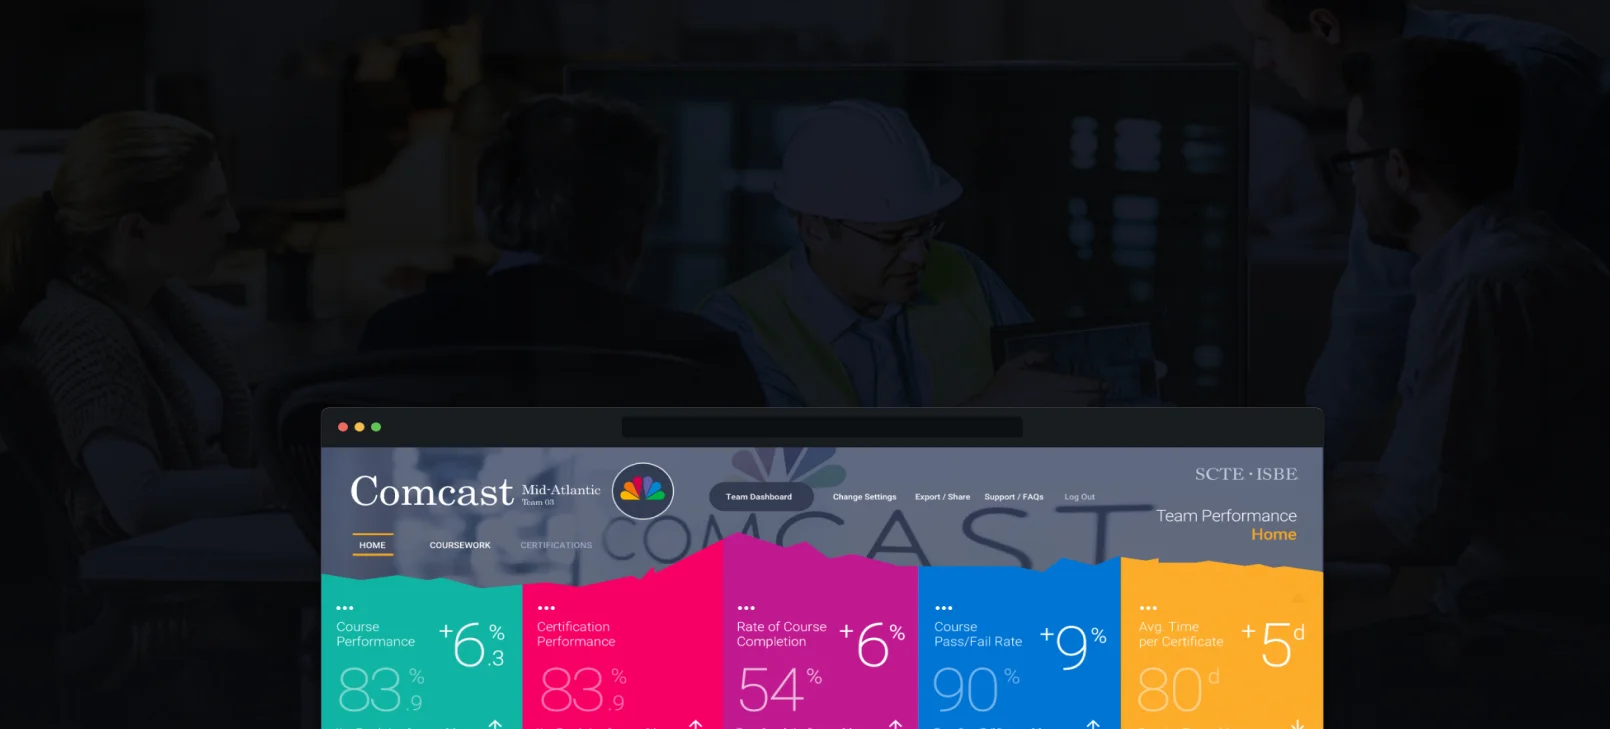 Comcast
Mid-Atlantic
Team 03
Team Dashboard
Change Settings
Export / Share
Support / FAQs
Log Out
SCTE · ISBE
Team Performance
Home
HOME
COURSEWORK
CERTIFICATIONS
COMCAST
Course
Performance
+6.3%
83.9%
Certification
Performance
83.9%
Rate of Course
Completion
+6%
54%
Course
Pass/Fail Rate
+9%
90%
Avg. Time
per Certificate
+5d
80d